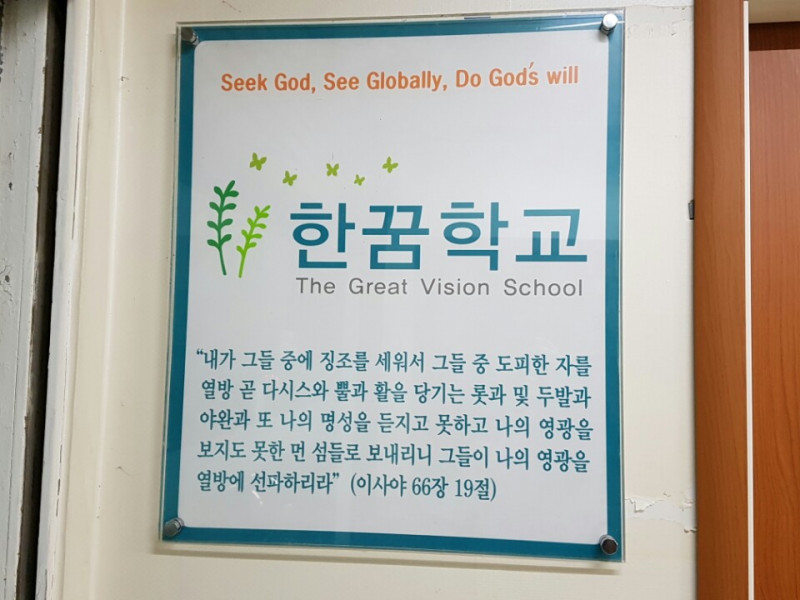 Seek God, See Globally, Do God's will
한꿈학교
The Great Vision School
“내가 그들 중에 징조를 세워서 그들 중 도피한 자를
열방 곧 다시스와 뿔과 활을 당기는 룻과 및 두발과
야완과 또 나의 명성을 듣지도 못하고 나의 영광을
보지도 못한 먼 섬들로 보내리니 그들이 나의 영광을
열방에 선파하리라” (이사야 66장 19절)